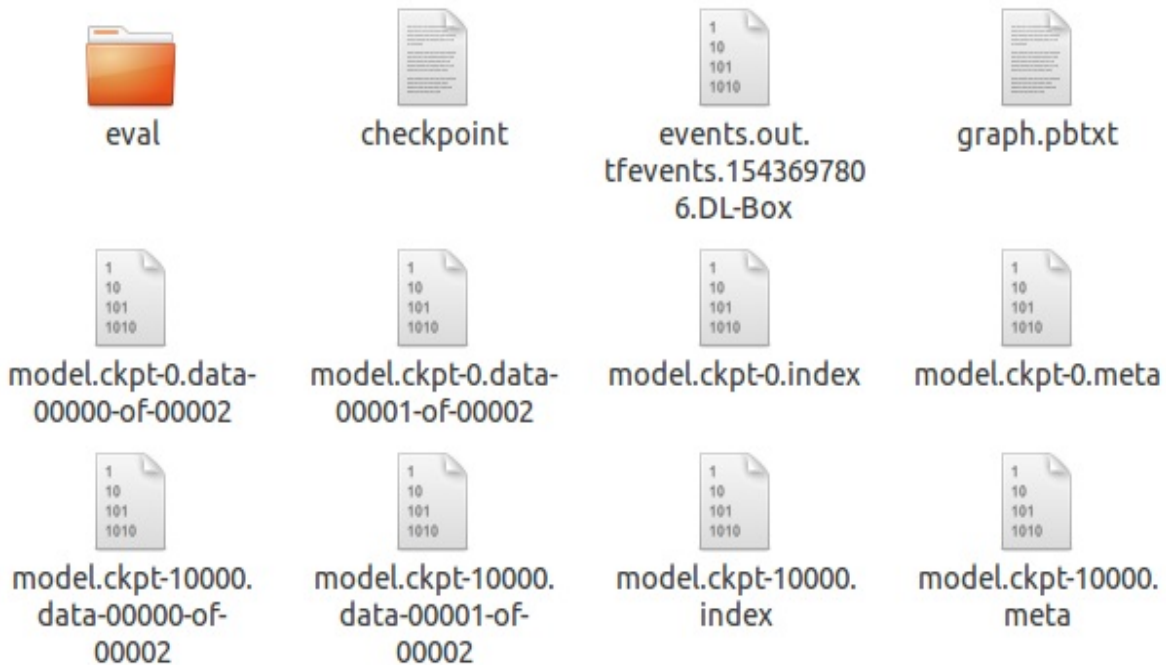 eval
checkpoint
events.out.
tfevents.154369780
6.DL-Box
graph.pbtxt
model.ckpt-0.data-
00000-of-00002
model.ckpt-0.data-
00001-of-00002
model.ckpt-0.index
model.ckpt-0.meta
model.ckpt-10000.
data-00000-of-
00002
model.ckpt-10000.
data-00001-of-
00002
model.ckpt-10000.
index
model.ckpt-10000.
meta